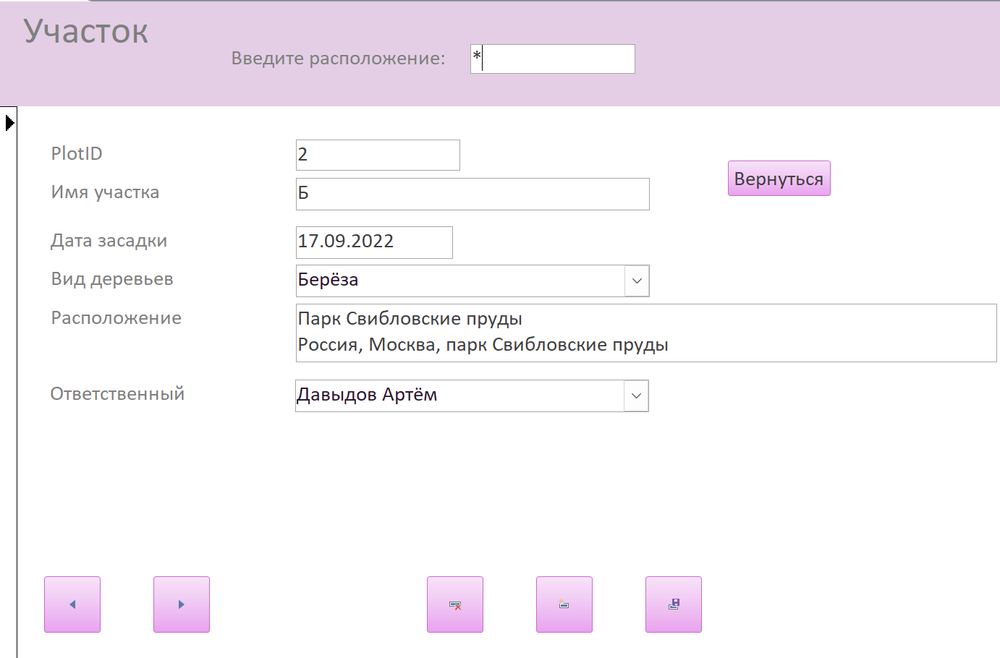 Участок
Введите расположение: *
PlotID 2
Вернуться
Имя участка Б
Дата засадки 17.09.2022
Вид деревьев Берёза
Расположение Парк Свибловские пруды
Россия, Москва, парк Свибловские пруды
Ответственный Давыдов Артём